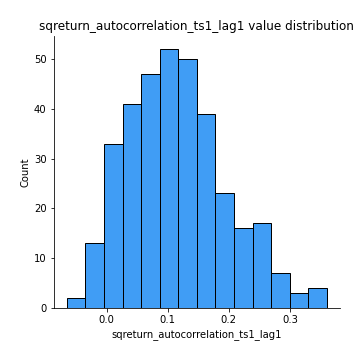 sqreturn_autocorrelation_ts1_lag1 value distribution
50
40
30
20
10
0
Count
0.0 0.1 0.2 0.3
sqreturn_autocorrelation_ts1_lag1